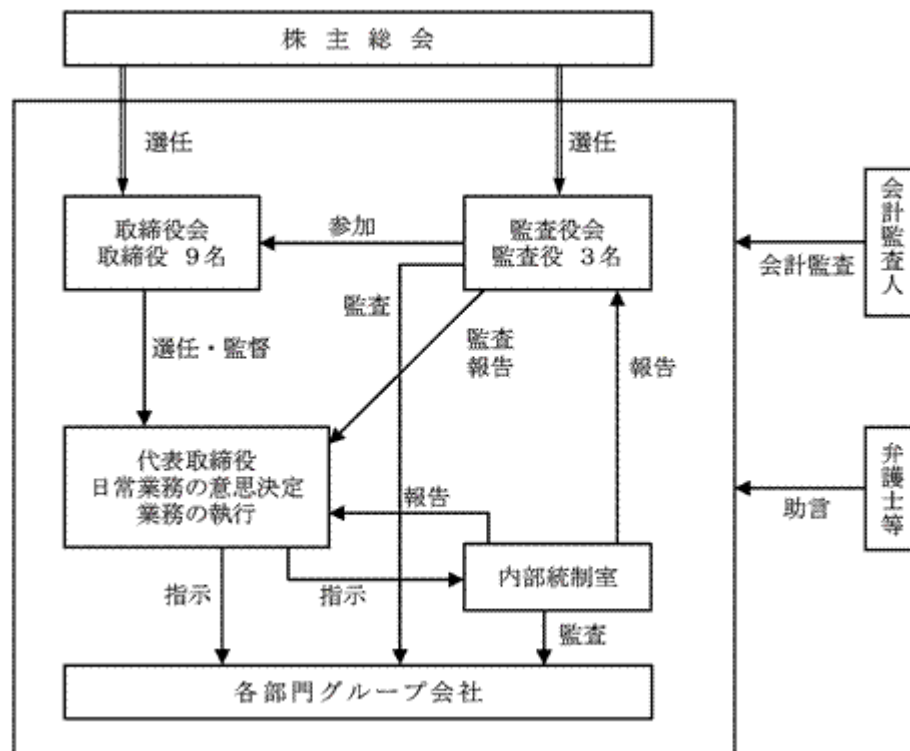 株主総会
選任
選任
取締役会
取締役 9名
参加
監査役会
監査役 3名
会計監査人
会計監査
監査
選任・監督
監査
報告
報告
代表取締役
日常業務の意思決定
業務の執行
弁護士等
助言
報告
内部統制室
指示
指示
監査
各部門グループ会社